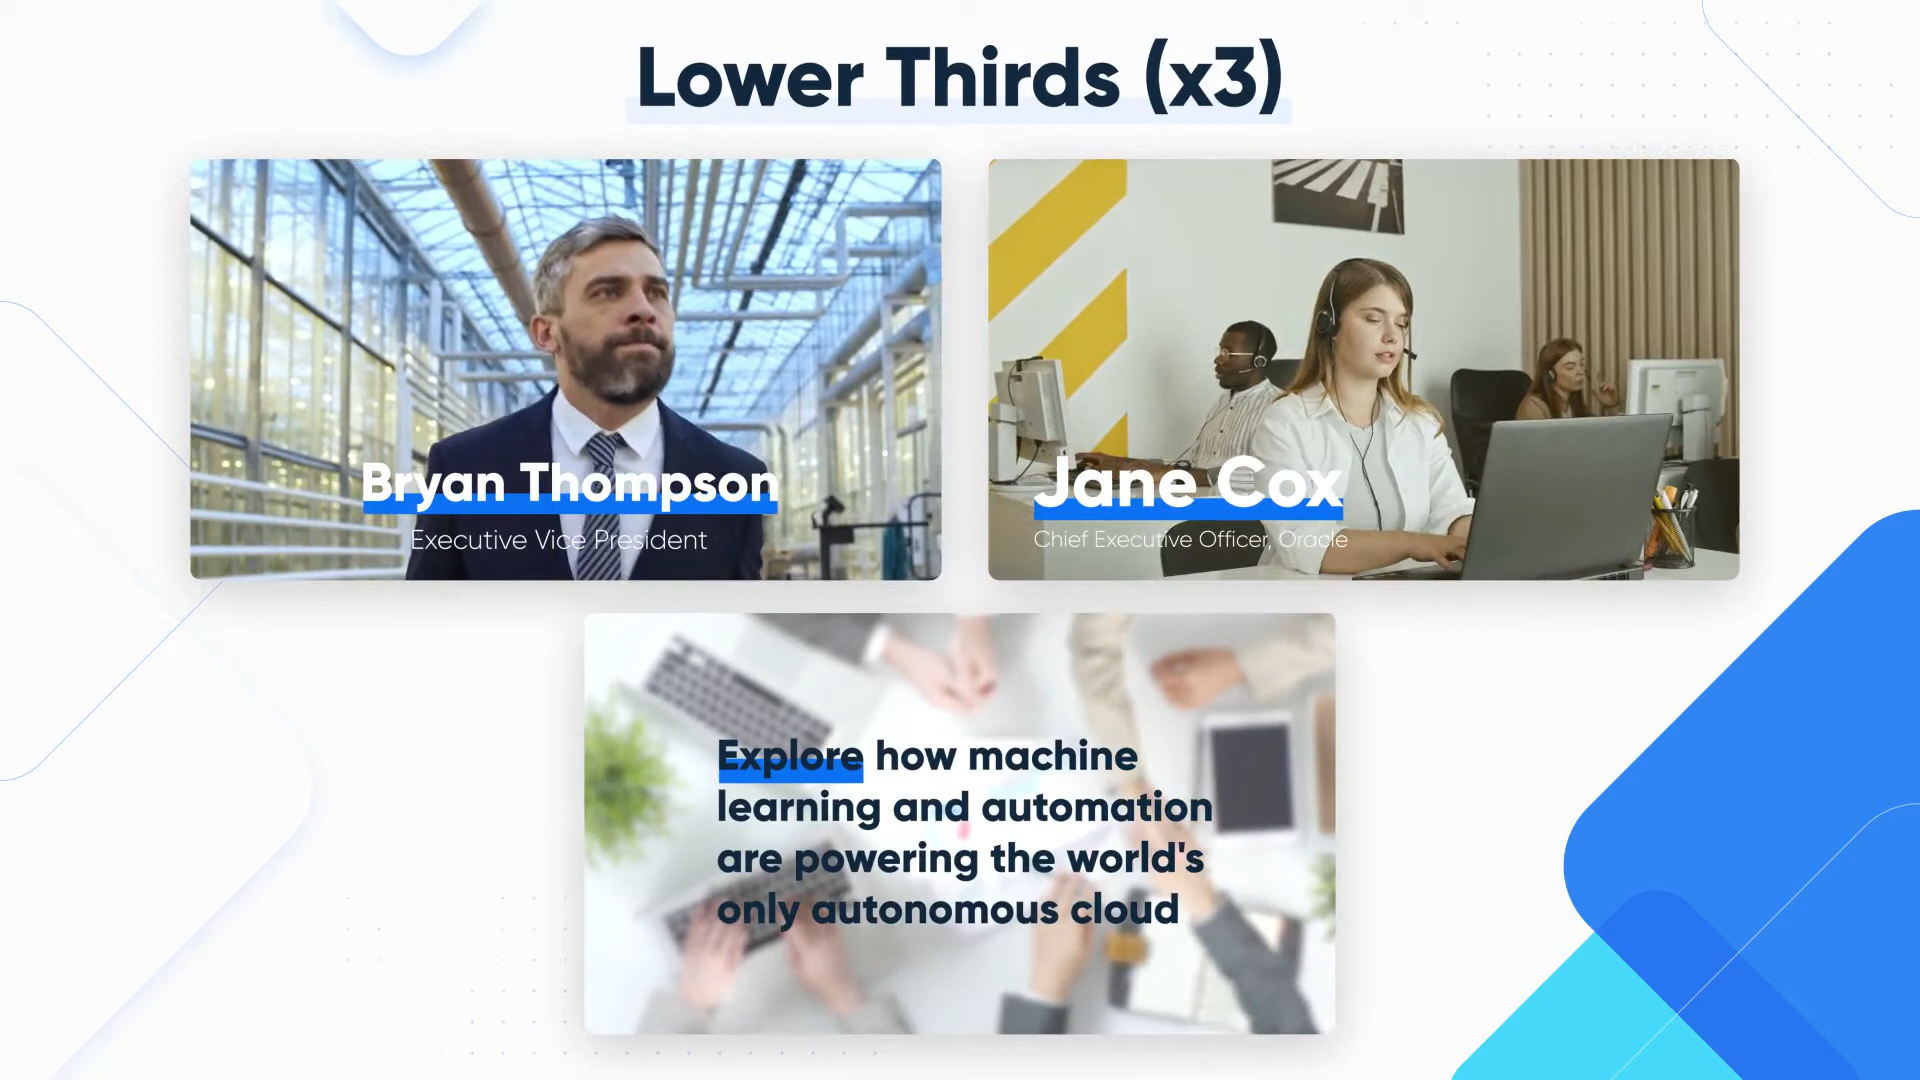 Lower Thirds (x3)
Bryan Thompson
Executive Vice President
Jane Cox
Chief Executive Officer, Oracle
Explore how machine
learning and automation
are powering the world's
only autonomous cloud